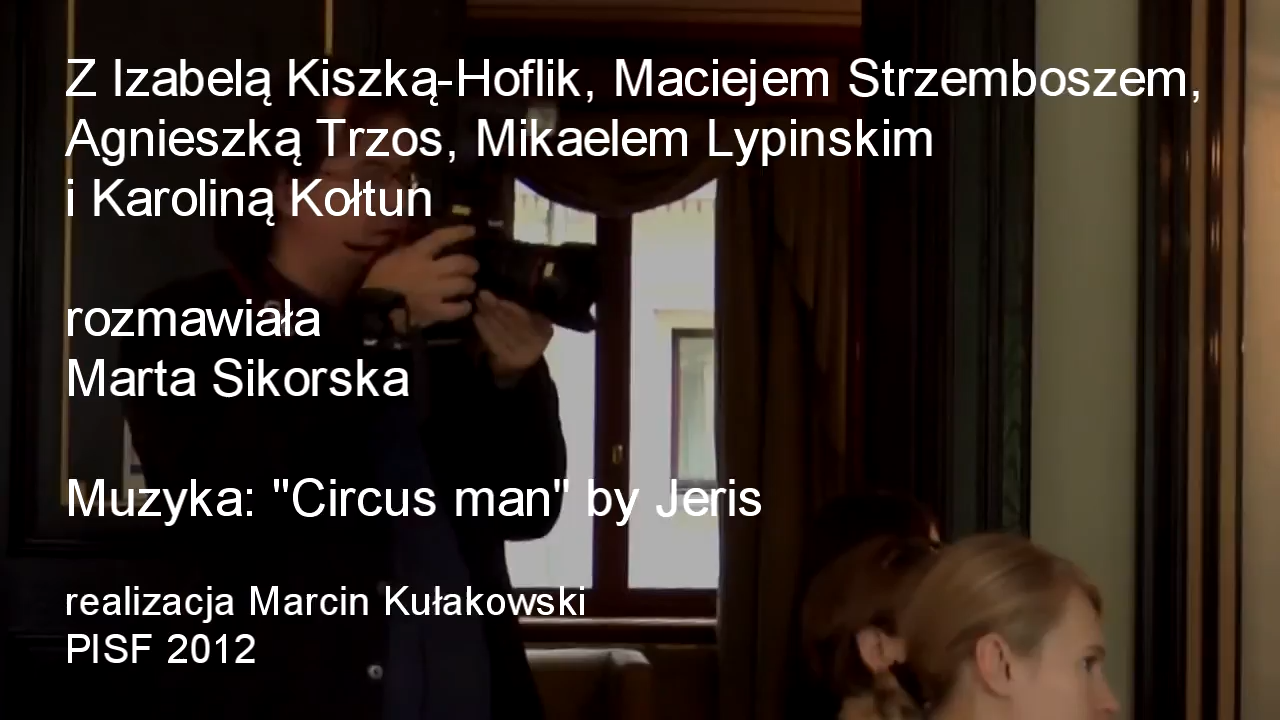 Z Izabelą Kiszką-Hoflik, Maciejem Strzemboszem,
Agnieszką Trzos, Mikaelem Lypinskim
i Karoliną Kołtun
rozmawiała
Marta Sikorska
Muzyka: "Circus man" by Jeris
realizacja Marcin Kułakowski
PISF 2012